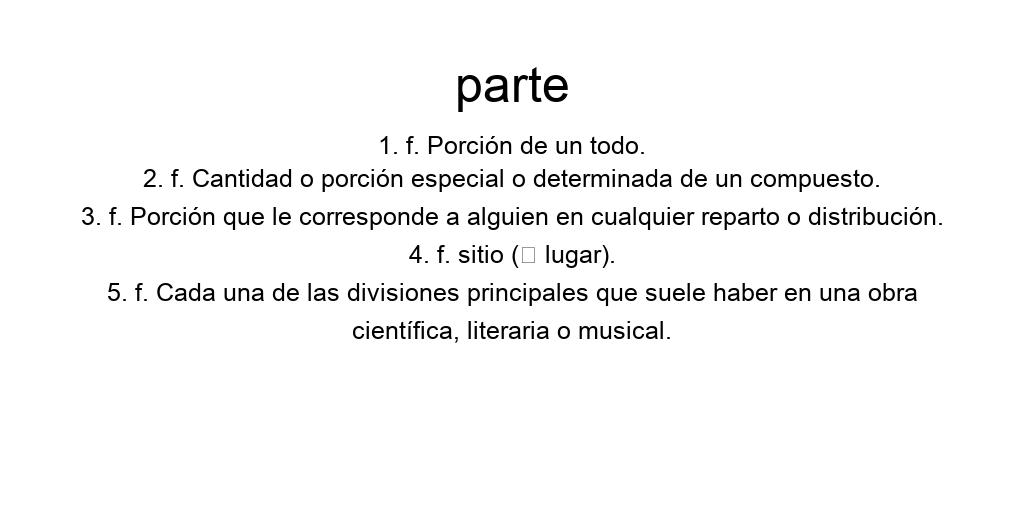 parte
1. f. Porción de un todo.
2. f. Cantidad o porción especial o determinada de un compuesto.
3. f. Porción que le corresponde a alguien en cualquier reparto o distribución.
4. f. sitio (□ lugar).
5. f. Cada una de las divisiones principales que suele haber en una obra
científica, literaria o musical.